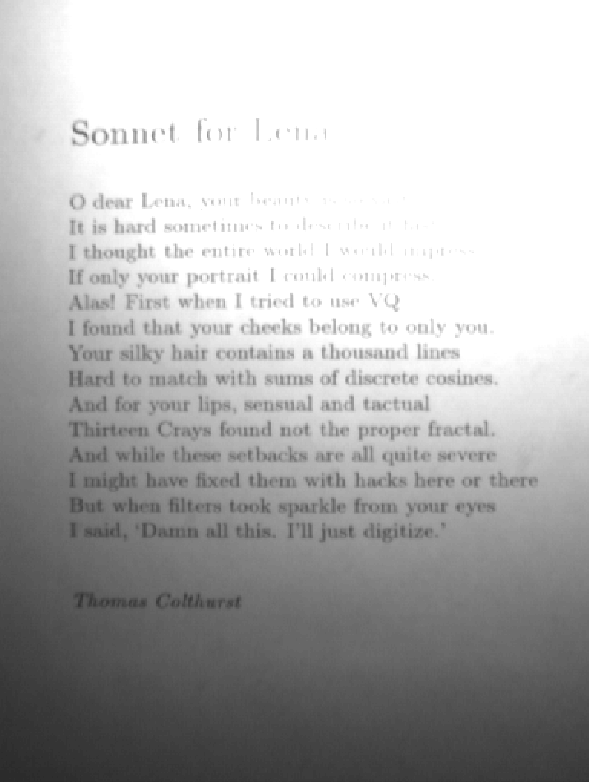 Sonnet for Lena
O dear Lena, your beauty is so vast
It is hard sometimes to describe it fast.
I thought the entire world I would impress
If only your portrait I could compress.
Alas! First when I tried to use VQ
I found that your cheeks belong to only you.
Your silky hair contains a thousand lines
Hard to match with sums of discrete cosines.
And for your lips, sensual and tactual
Thirteen Crays found not the proper fractal.
And while these setbacks are all quite severe
I might have fixed them with hacks here or there
But when filters took sparkle from your eyes
I said, 'Damn all this. I'll just digitize.'
Thomas Colthurst